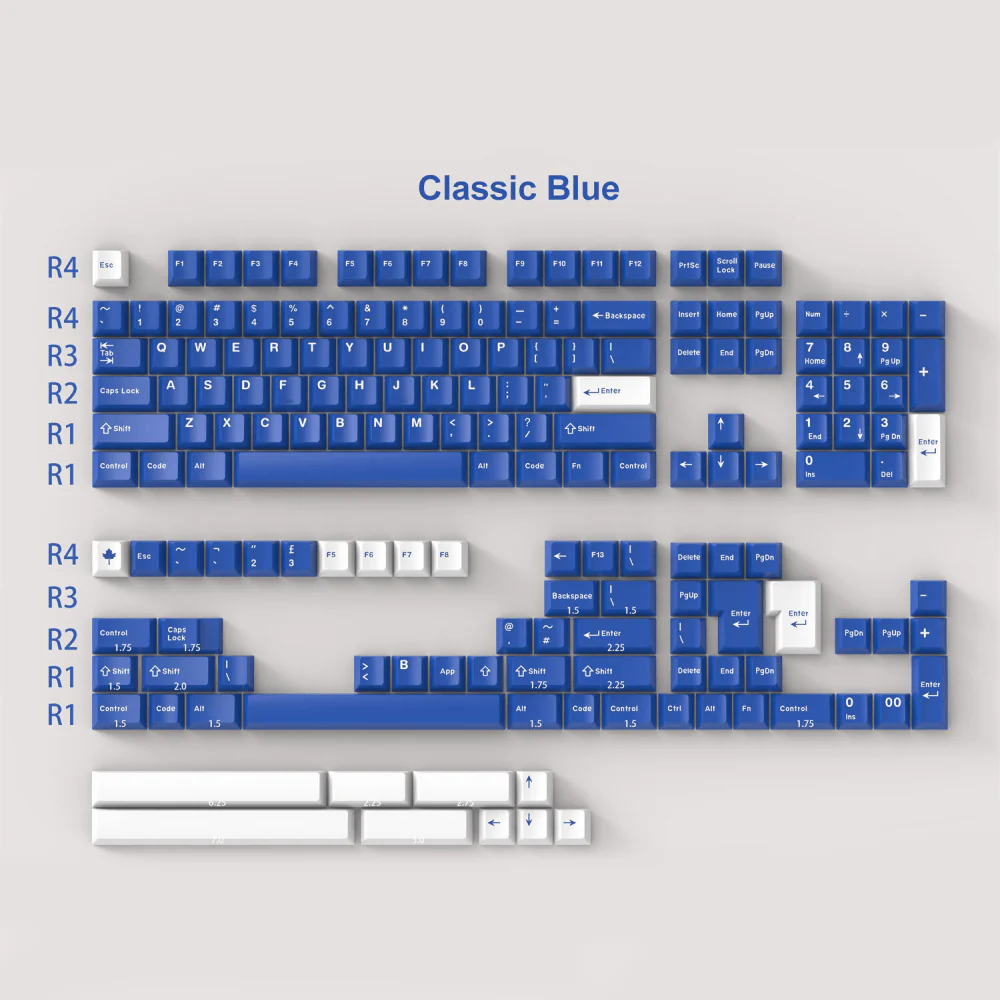 Classic Blue
R4 Esc F1 F2 F3 F4 F5 F6 F7 F8 F9 F10 F11 F12 PrtSc Scroll Lock Pause
R4 ~ ` ! 1 @ 2 # 3 $ 4 % 5 ^ 6 & 7 * 8 ( 9 ) 0 — – + = ← Backspace Insert Home PgUp Num ÷ × −
R3 Tab Q W E R T Y U I O P { [ } ] | \ Delete End PgDn 7 Home 8 ↑ 9 Pg Up +
R2 Caps Lock A S D F G H J K L : ; " ' Enter 4 ← 5 6 →
R1 ⇧ Shift Z X C V B N M < , > . ? / ⇧ Shift ↑ 1 End 2 ↓ 3 Pg Dn Enter
R1 Control Code Alt Alt Code Fn Control ← ↓ → 0 Ins . Del
R4 Esc ~ ` ¬ ` " 2 £ 3 F5 F6 F7 F8 ← F13 | \ Delete End PgDn
R3 Backspace 1.5 | \ 1.5 PgUp Enter Enter −
R2 Control 1.75 Caps Lock 1.75 @ ' ~ # Enter 2.25 | \ PgDn PgUp +
R1 ⇧ Shift 1.5 ⇧ Shift 2.0 | \ > < B App ⇧ ⇧ Shift 1.75 ⇧ Shift 2.25 Delete End PgDn Enter
R1 Control 1.5 Code Alt 1.5 Alt 1.5 Code Control 1.5 Ctrl Alt Fn Control 1.75 0 Ins 00
6.25 2.25 2.75 ↑
7.0 3.0 ← ↓ →